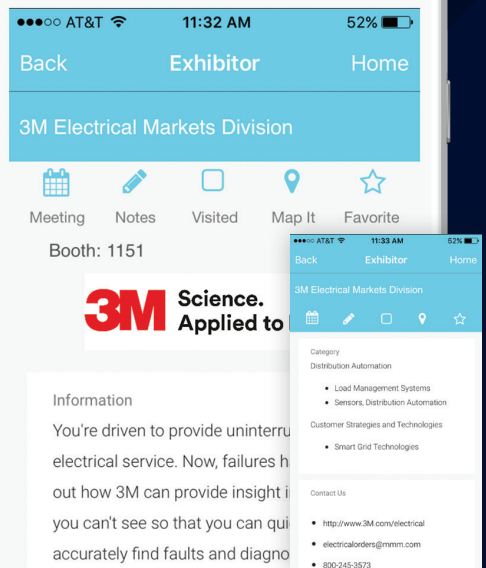 AT&T 11:32 AM 52%
Back Exhibitor Home
3M Electrical Markets Division
Meeting Notes Visited Map It Favorite
Booth: 1151
3M Science.
Applied to
Information
You're driven to provide uninterru
electrical service. Now, failures h
out how 3M can provide insight i
you can't see so that you can qui
accurately find faults and diagno
AT&T 11:33 AM 52%
Back Exhibitor Home
3M Electrical Markets Division
Category
Distribution Automation
• Load Management Systems
• Sensors, Distribution Automation
Customer Strategies and Technologies
• Smart Grid Technologies
Contact Us
• http://www.3M.com/electrical
• electricalorders@mmm.com
• 800-245-3573